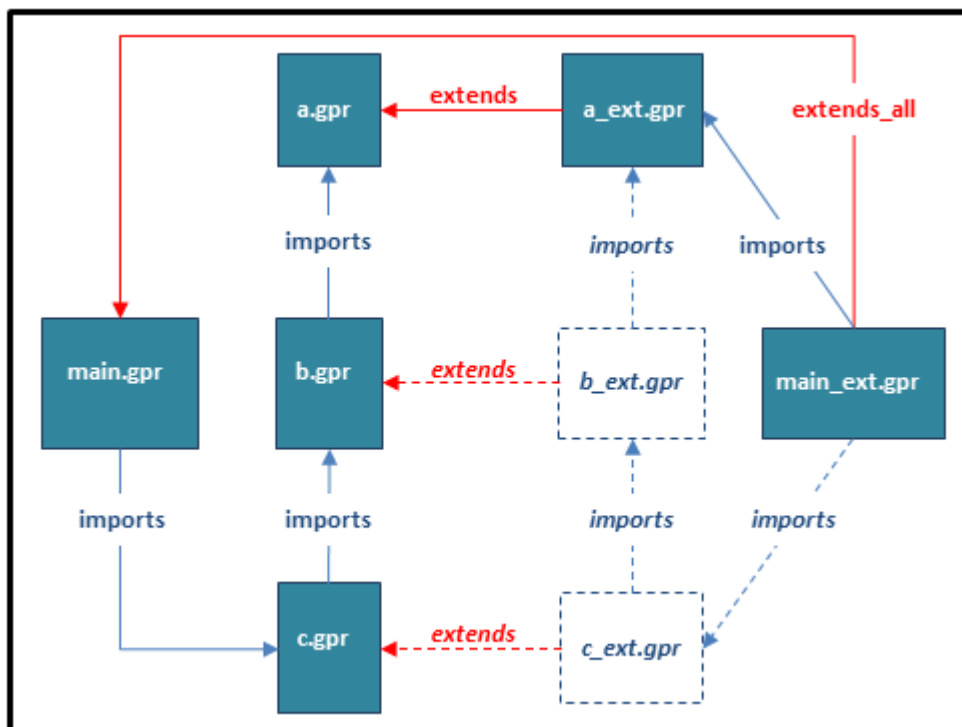 a.gpr
extends
a_ext.gpr
extends_all
imports
imports
imports
main.gpr
b.gpr
extends
b_ext.gpr
main_ext.gpr
imports
imports
imports
imports
c.gpr
extends
c_ext.gpr